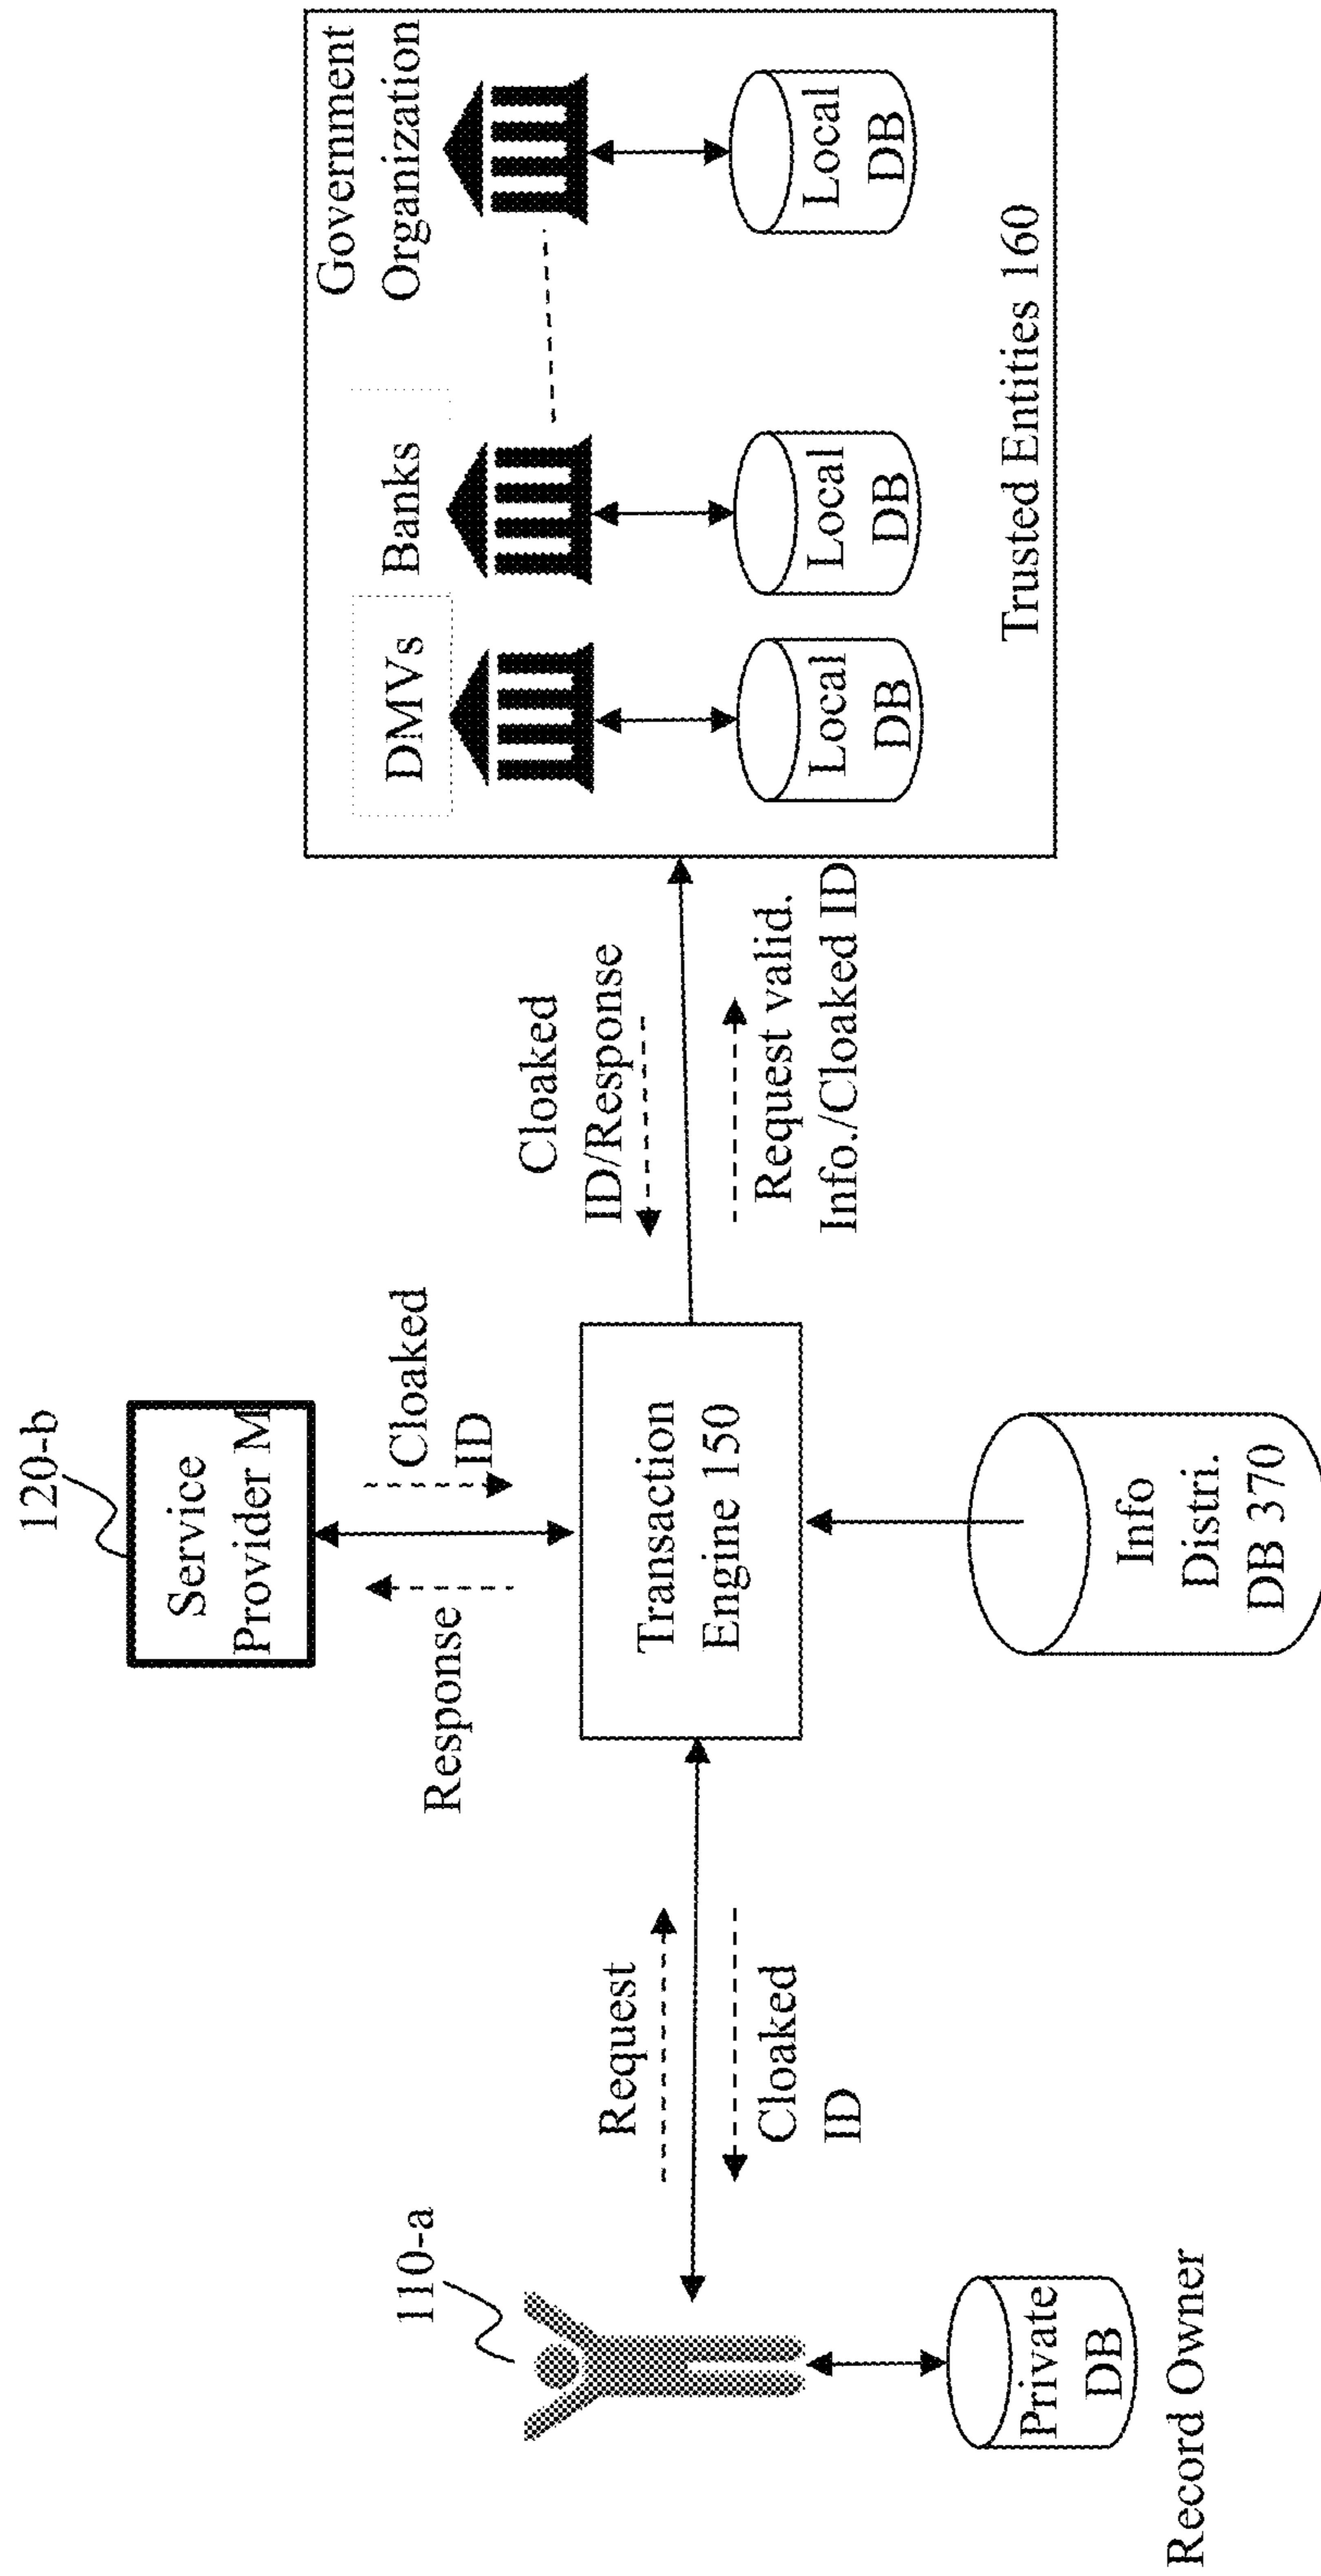 120-b
Service
Provider M
Response
Cloaked
ID
110-a
Request
Cloaked
ID
Private
DB
Record Owner
Transaction
Engine 150
Info
Distri.
DB 370
Cloaked
ID/Response
Request valid.
Info./Cloaked ID
DMVs
Banks
Government
Organization
Local
DB
Local
DB
Local
DB
Trusted Entities 160